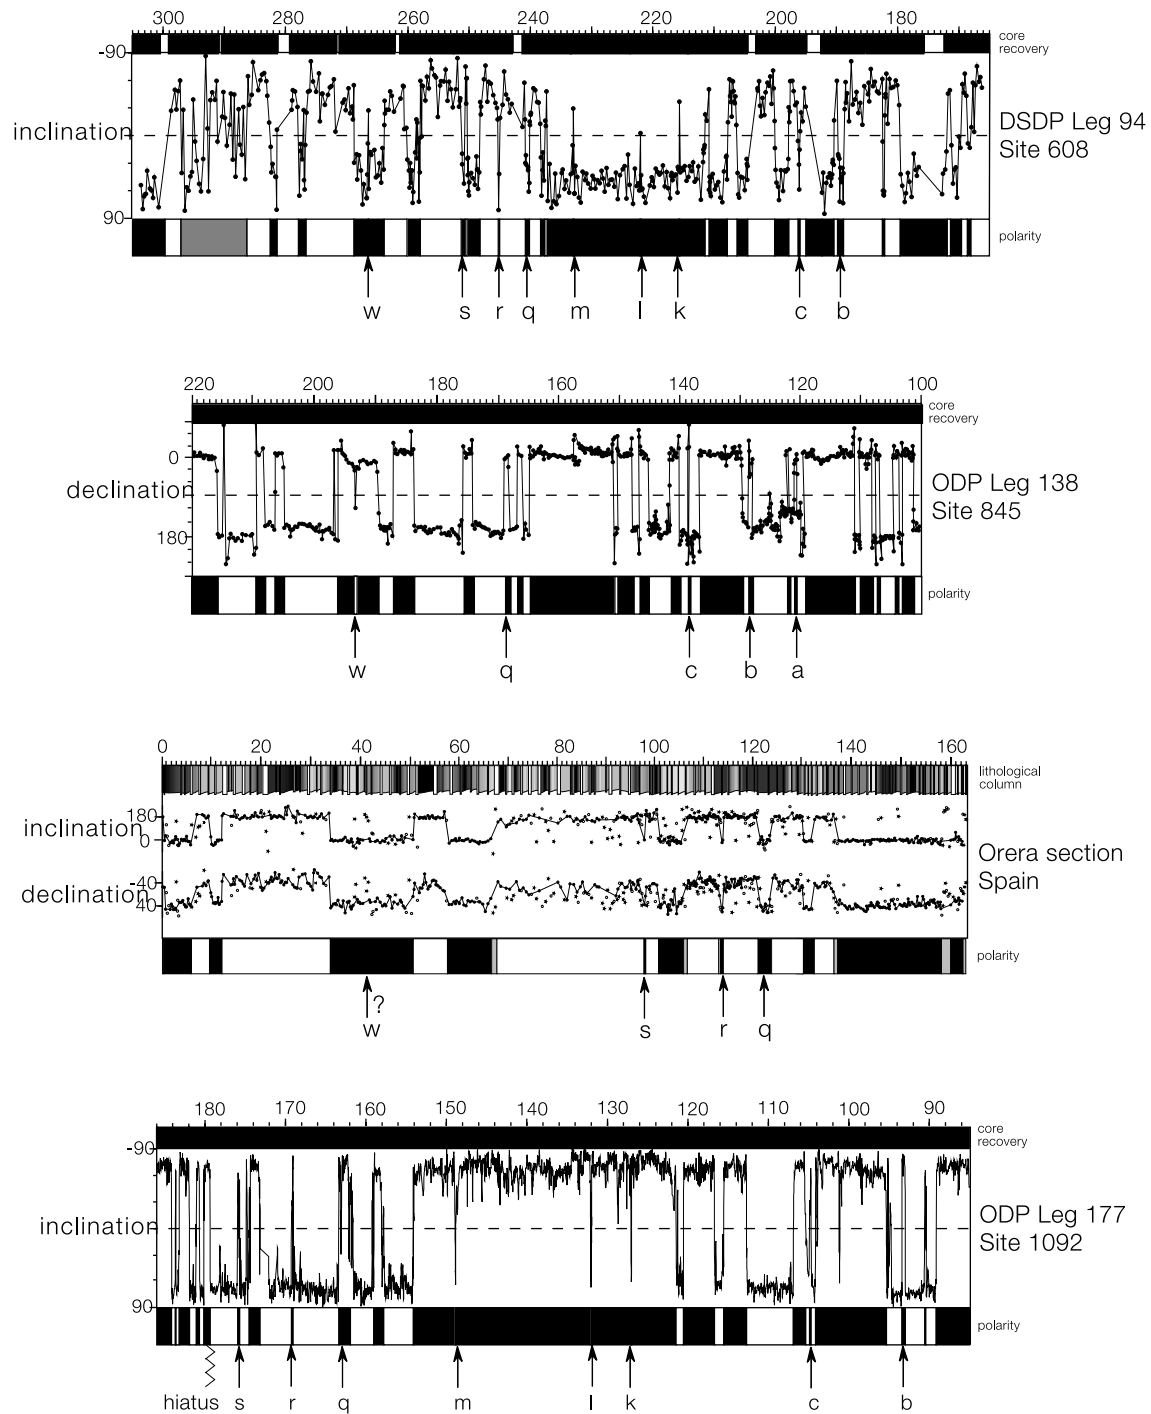 300 280 260 240 220 200 180
core
recovery
-90
inclination
90
DSDP Leg 94
Site 608
polarity
w s r q m l k c b
220 200 180 160 140 120 100
core
recovery
0
declination
180
ODP Leg 138
Site 845
polarity
w q c b a
0 20 40 60 80 100 120 140 160
lithological
column
180
inclination
0
-40
declination
40
Orera section
Spain
polarity
?
w s r q
180 170 160 150 140 130 120 110 100 90
core
recovery
-90
inclination
90
ODP Leg 177
Site 1092
polarity
hiatus s r q m l k c b